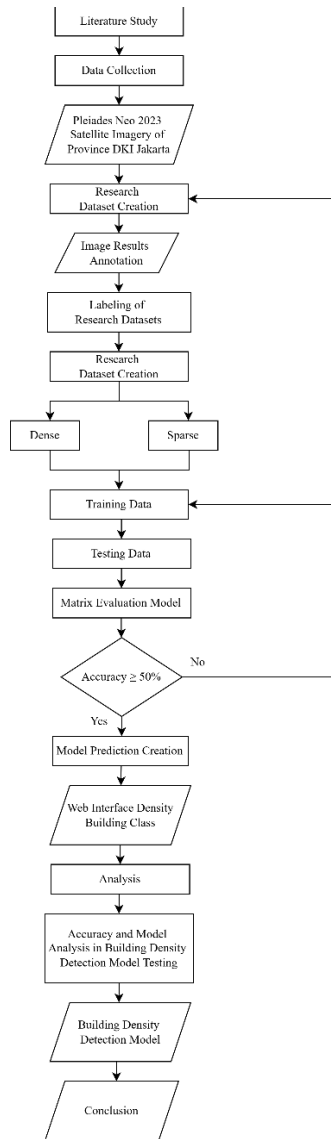 Literature Study
Data Collection
Pleiades Neo 2023
Satellite Imagery of
Province DKI Jakarta
Research
Dataset Creation
Image Results
Annotation
Labeling of
Research Datasets
Research
Dataset Creation
Dense
Sparse
Training Data
Testing Data
Matrix Evaluation Model
Accuracy ≥ 50%
No
Yes
Model Prediction Creation
Web Interface Density
Building Class
Analysis
Accuracy and Model
Analysis in Building Density
Detection Model Testing
Building Density
Detection Model
Conclusion